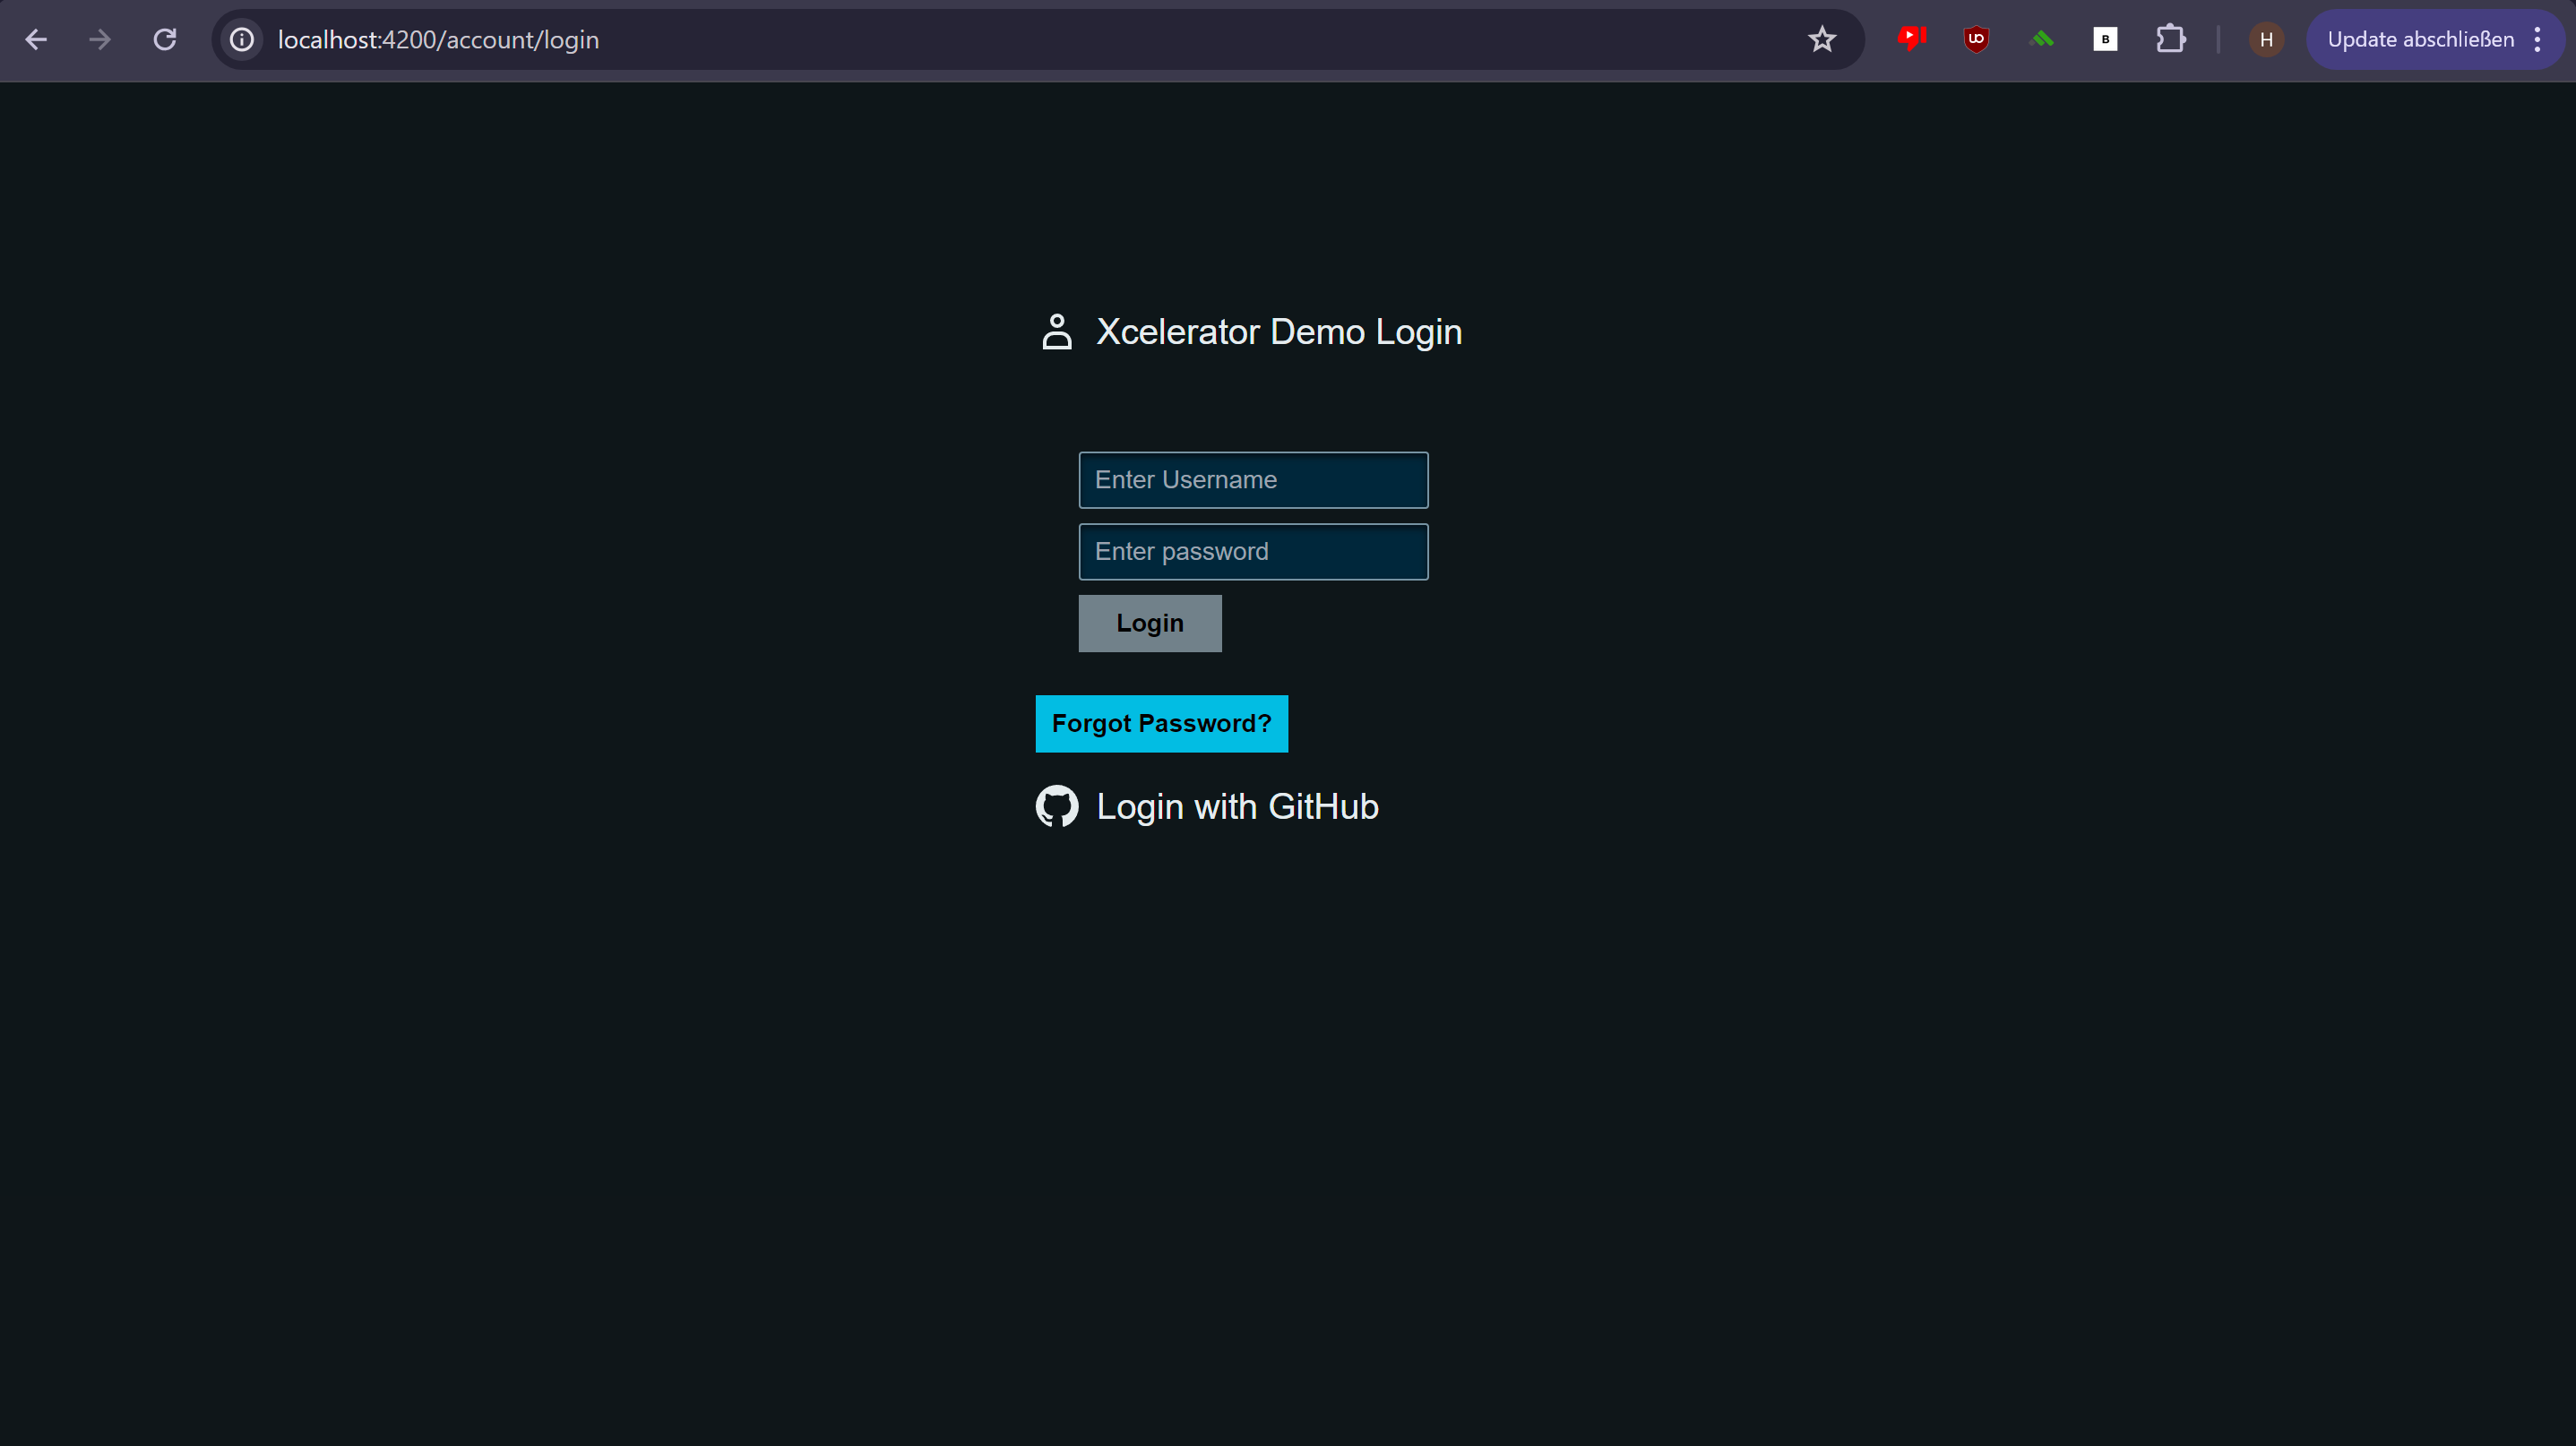 localhost:4200/account/login
B
H
Update abschließen
Xcelerator Demo Login
Enter Username
Enter password
Login
Forgot Password?
Login with GitHub